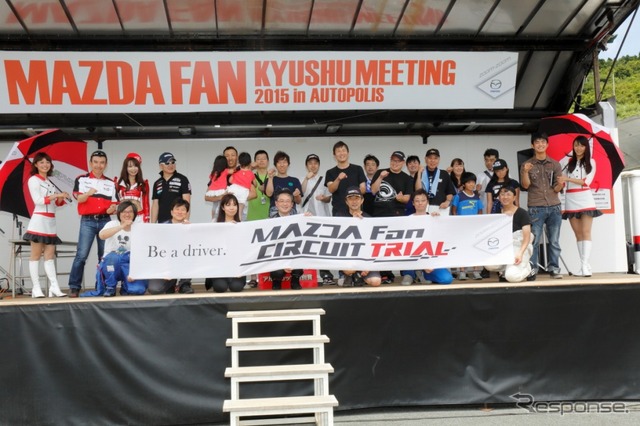 MAZDA FAN KYUSHU MEETING
2015 in AUTOPOLIS
Be a driver.
MAZDA Fan
CIRCUIT TRIAL
Response.